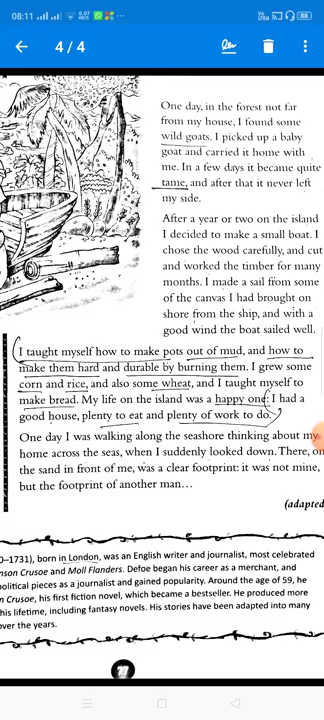 08:11
88
4 / 4
One day, in the forest not far
from my house, I found some
wild goats. I picked up a baby
goat and carried it home with
me. In a few days it became quite
tame, and after that it never left
my side.
After a year or two on the island
I decided to make a small boat. I
chose the wood carefully, and cut
and worked the timber for many
months. I made a sail from some
of the canvas I had brought on
shore from the ship, and with a
good wind the boat sailed well.
I taught myself how to make pots out of mud, and how to
make them hard and durable by burning them. I grew some
corn and rice, and also some wheat, and I taught myself to
make bread. My life on the island was a happy one: I had a
good house, plenty to eat and plenty of work to do.
One day I was walking along the seashore thinking about my
home across the seas, when I suddenly looked down. There, on
the sand in front of me, was a clear footprint: it was not mine,
but the footprint of another man...
(adapted
0–1731), born in London, was an English writer and journalist, most celebrated
nson Crusoe and Moll Flanders. Defoe began his career as a merchant, and
political pieces as a journalist and gained popularity. Around the age of 59, he
n Crusoe, his first fiction novel, which became a bestseller. He produced more
his lifetime, including fantasy novels. His stories have been adapted into many
over the years.